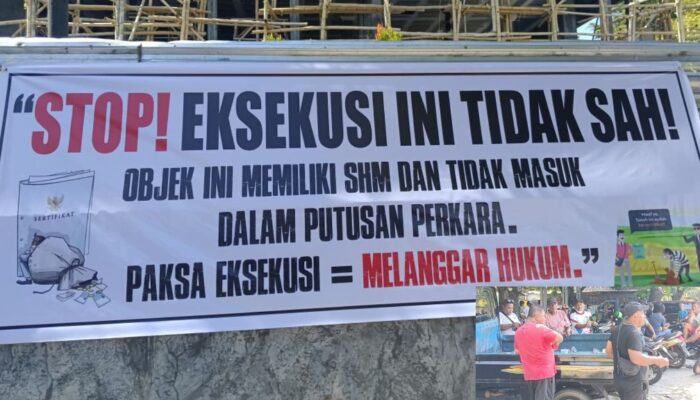 “STOP! EKSEKUSI INI TIDAK SAH!
OBJEK INI MEMILIKI SHM DAN TIDAK MASUK
DALAM PUTUSAN PERKARA.
PAKSA EKSEKUSI = MELANGGAR HUKUM.”
SERTIFIKAT